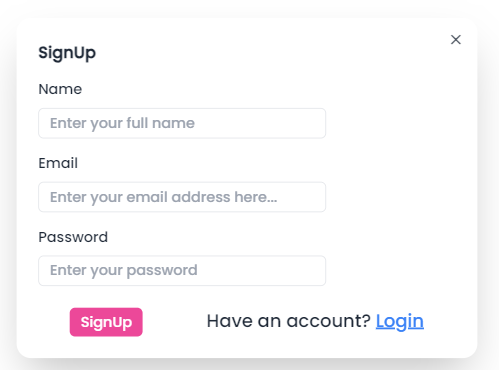 SignUp
Name
Enter your full name
Email
Enter your email address here...
Password
Enter your password
SignUp Have an account? Login